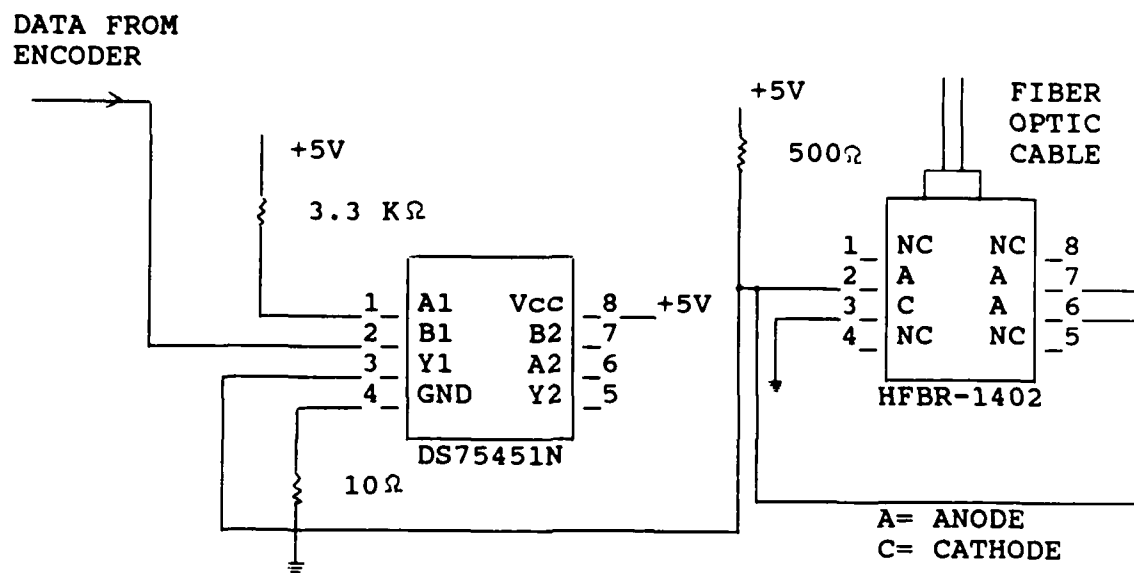 DATA FROM
ENCODER
+5V
3.3 KΩ
+5V
500Ω
FIBER
OPTIC
CABLE
1 A1 Vcc 8 +5V
2 B1 B2 7
3 Y1 A2 6
4 GND Y2 5
DS75451N
10Ω
1 NC NC 8
2 A A 7
3 C A 6
4 NC NC 5
HFBR-1402
A= ANODE
C= CATHODE